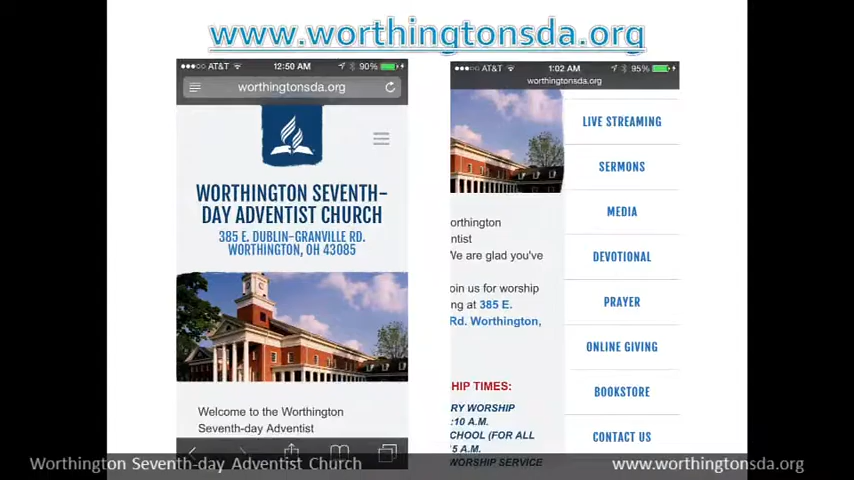 www.worthingtonsda.org
AT&T 12:50 AM 90%
worthingtonsda.org
WORTHINGTON SEVENTH-
DAY ADVENTIST CHURCH
385 E. DUBLIN-GRANVILLE RD.
WORTHINGTON, OH 43085
Welcome to the Worthington
Seventh-day Adventist
AT&T 1:02 AM 95%
worthingtonsda.org
orthington
ntist
We are glad you've
oin us for worship
ng at 385 E.
Rd. Worthington,
HIP TIMES:
RY WORSHIP
:10 A.M.
CHOOL (FOR ALL
5 A.M.
WORSHIP SERVICE
LIVE STREAMING
SERMONS
MEDIA
DEVOTIONAL
PRAYER
ONLINE GIVING
BOOKSTORE
CONTACT US
Worthington Seventh-day Adventist Church
www.worthingtonsda.org